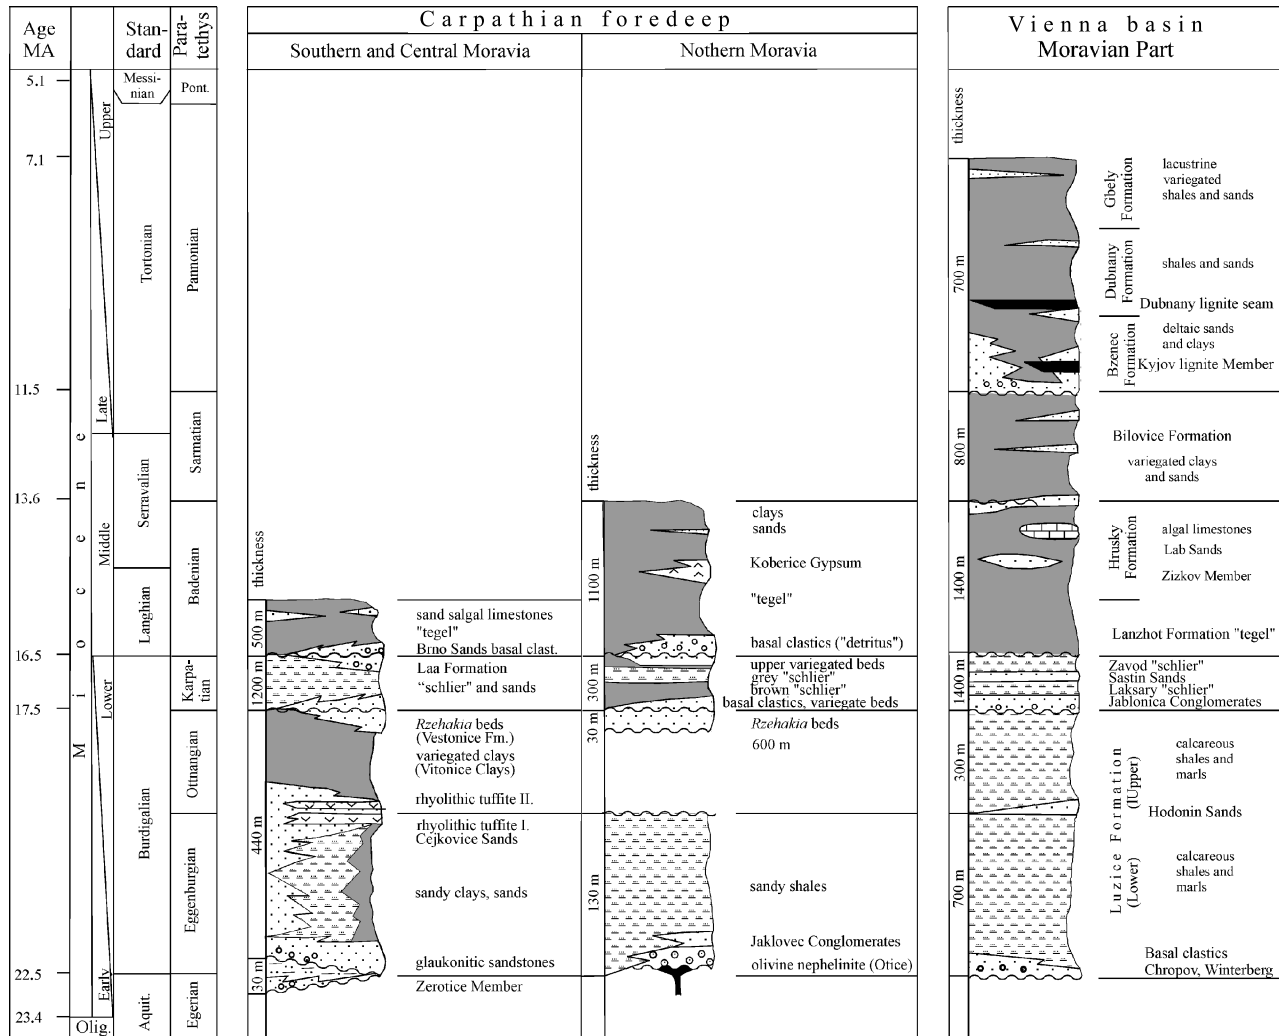 Age
MA
Stan-
dard
Para-
tethys
Carpathian foredeep
Southern and Central Moravia
Nothern Moravia
Vienna basin
Moravian Part
5.1
7.1
11.5
13.6
16.5
17.5
22.5
23.4
Miocene
Olig.
Upper
Late
Middle
Lower
Early
Messi-
nian
Tortonian
Serravalian
Langhian
Burdigalian
Aquit.
Pont.
Pannonian
Sarmatian
Badenian
Karpa-
tian
Ottnangian
Eggenburgian
Egerian
thickness
500 m
1200 m
440 m
30 m
sand salgal limestones
"tegel"
Brno Sands basal clast.
Laa Formation
“schlier” and sands
Rzehakia beds
(Vestonice Fm.)
variegated clays
(Vitonice Clays)
rhyolithic tuffite II.
rhyolithic tuffite I.
Cejkovice Sands
sandy clays, sands
glaukonitic sandstones
Zerotice Member
thickness
1100 m
300 m
30 m
130 m
clays
sands
Koberice Gypsum
"tegel"
basal clastics ("detritus")
upper variegated beds
grey "schlier"
brown "schlier"
basal clastics, variegate beds
Rzehakia beds
600 m
sandy shales
Jaklovec Conglomerates
olivine nephelinite (Otice)
thickness
700 m
800 m
1400 m
1400 m
300 m
700 m
Gbely
Formation
lacustrine
variegated
shales and sands
Dubnany
Formation
shales and sands
Dubnany lignite seam
Bzenec
Formation
deltaic sands
and clays
Kyjov lignite Member
Bilovice Formation
variegated clays
and sands
Hrusky
Formation
algal limestones
Lab Sands
Zizkov Member
Lanzhot Formation "tegel"
Zavod "schlier"
Sastin Sands
Laksary "schlier"
Jablonica Conglomerates
Luzice Formation
(IUpper)
(Lower)
calcareous
shales and
marls
Hodonin Sands
calcareous
shales and
marls
Basal clastics
Chropov, Winterberg